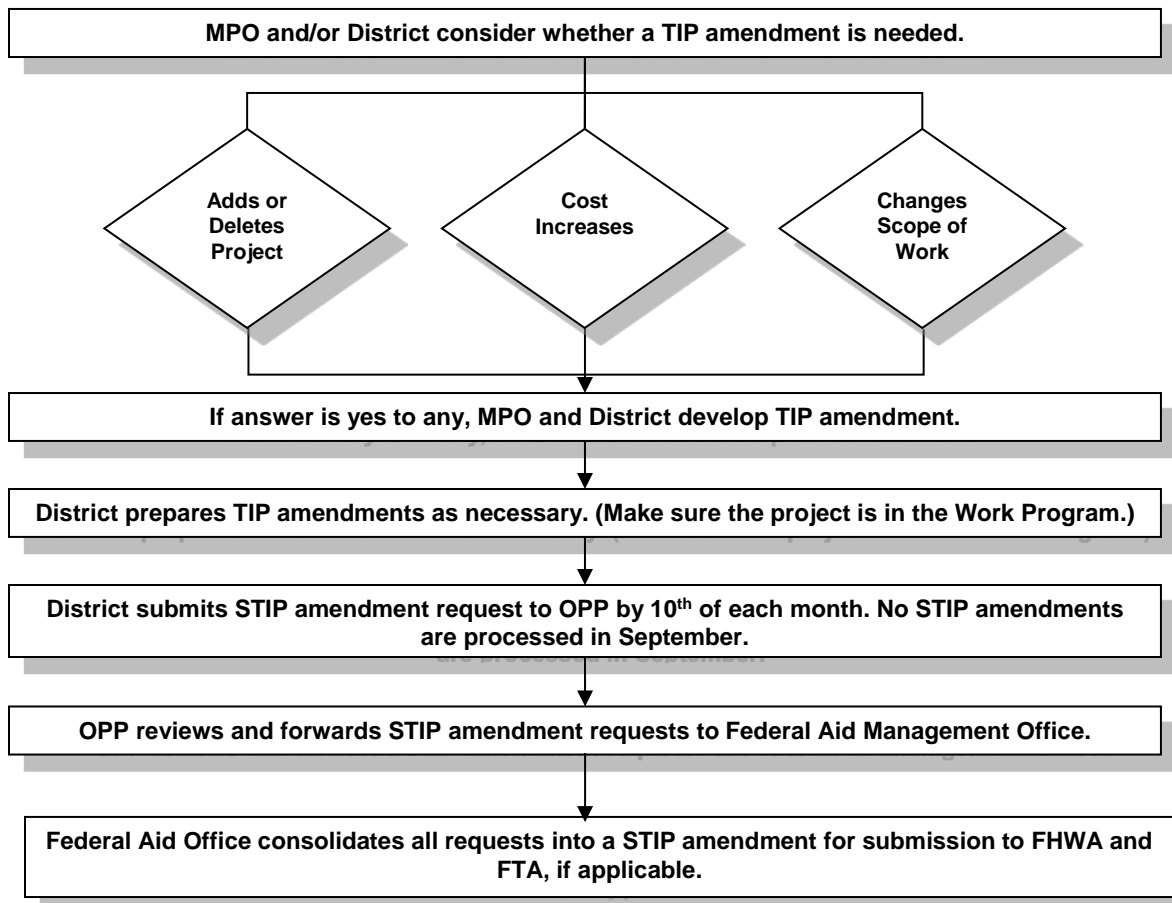 MPO and/or District consider whether a TIP amendment is needed.
Adds or
Deletes
Project
Cost
Increases
Changes
Scope of
Work
If answer is yes to any, MPO and District develop TIP amendment.
District prepares TIP amendments as necessary. (Make sure the project is in the Work Program.)
District submits STIP amendment request to OPP by 10th of each month. No STIP amendments
are processed in September.
OPP reviews and forwards STIP amendment requests to Federal Aid Management Office.
Federal Aid Office consolidates all requests into a STIP amendment for submission to FHWA and
FTA, if applicable.